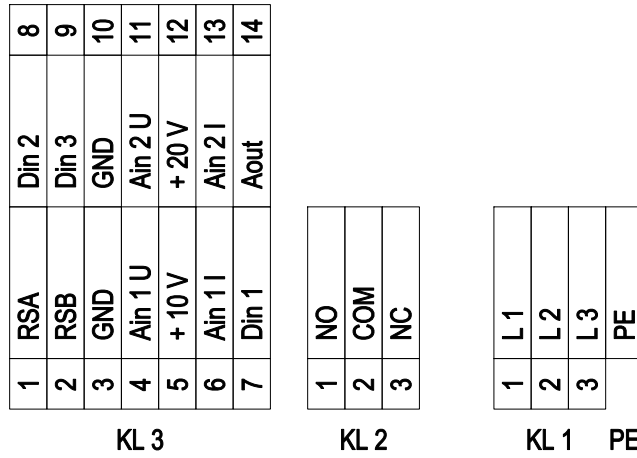 8 9 10 11 12 13 14
Din 2 Din 3 GND Ain 2 U + 20 V Ain 2 I Aout
RSA RSB GND Ain 1 U + 10 V Ain 1 I Din 1
1 2 3 4 5 6 7
KL 3
NO COM NC
1 2 3
KL 2
L 1 L 2 L 3 PE
1 2 3
KL 1 PE